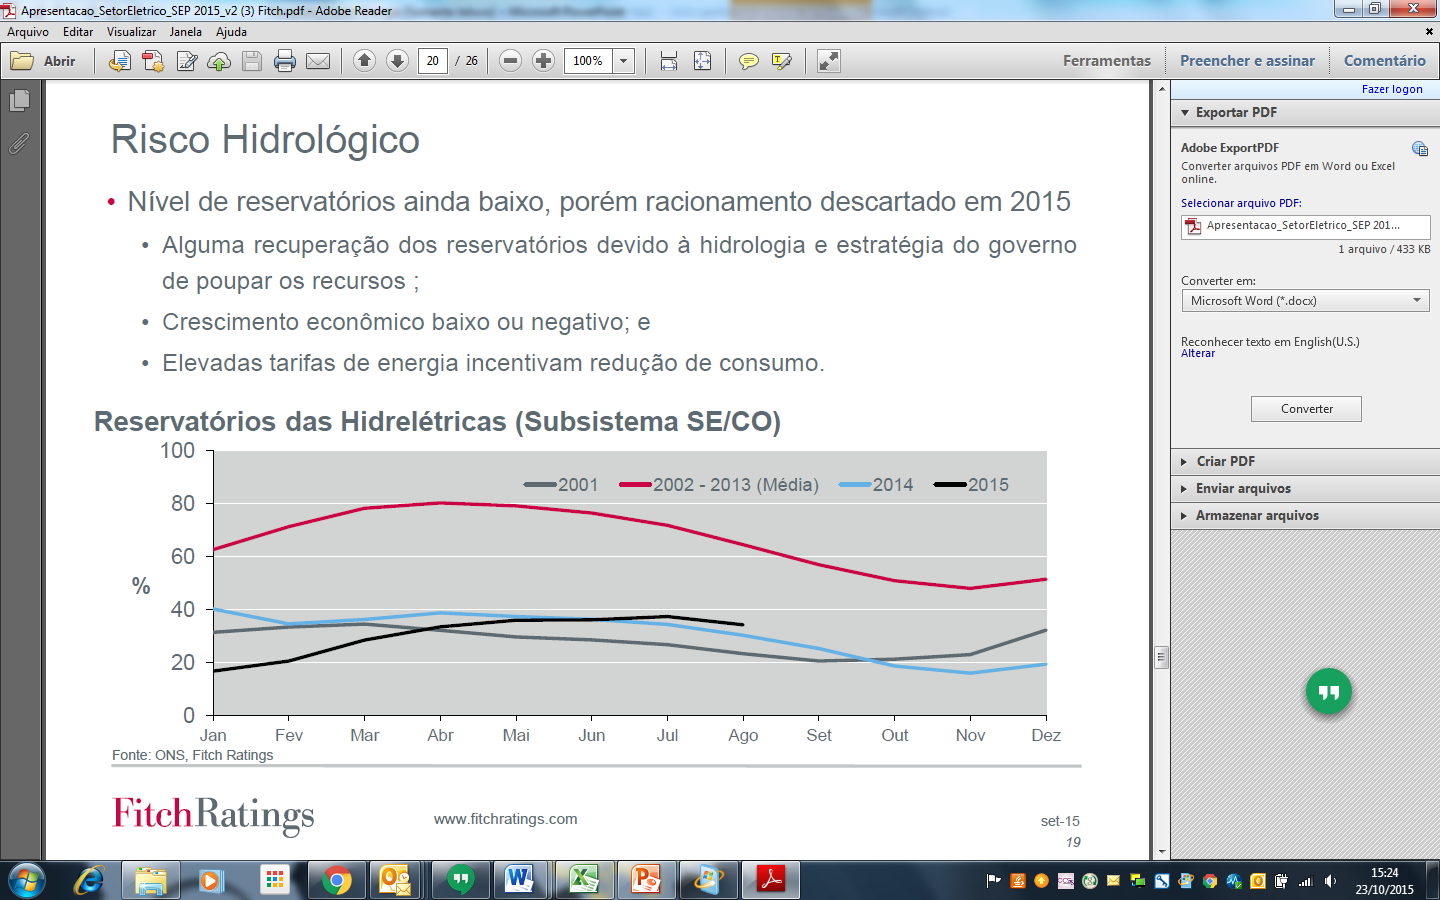 Apresentacao_SetorEletrico_SEP 2015_v2 (3) Fitch.pdf - Adobe Reader
Arquivo Editar Visualizar Janela Ajuda
Abrir
20 / 26
100%
Ferramentas
Preencher e assinar
Comentário
Fazer logon
Exportar PDF
Adobe ExportPDF
Converter arquivos PDF em Word ou Excel
online.
Selecionar arquivo PDF:
Apresentacao_SetorEletrico_SEP 201...
1 arquivo / 433 KB
Converter em:
Microsoft Word (*.docx)
Reconhecer texto em English(U.S.)
Alterar
Converter
Criar PDF
Enviar arquivos
Armazenar arquivos
Risco Hidrológico
• Nível de reservatórios ainda baixo, porém racionamento descartado em 2015
• Alguma recuperação dos reservatórios devido à hidrologia e estratégia do governo
de poupar os recursos ;
• Crescimento econômico baixo ou negativo; e
• Elevadas tarifas de energia incentivam redução de consumo.
Reservatórios das Hidrelétricas (Subsistema SE/CO)
2001 2002 - 2013 (Média) 2014 2015
100
80
60
%
40
20
0
Jan Fev Mar Abr Mai Jun Jul Ago Set Out Nov Dez
Fonte: ONS, Fitch Ratings
FitchRatings
www.fitchratings.com
set-15
19
15:24
23/10/2015